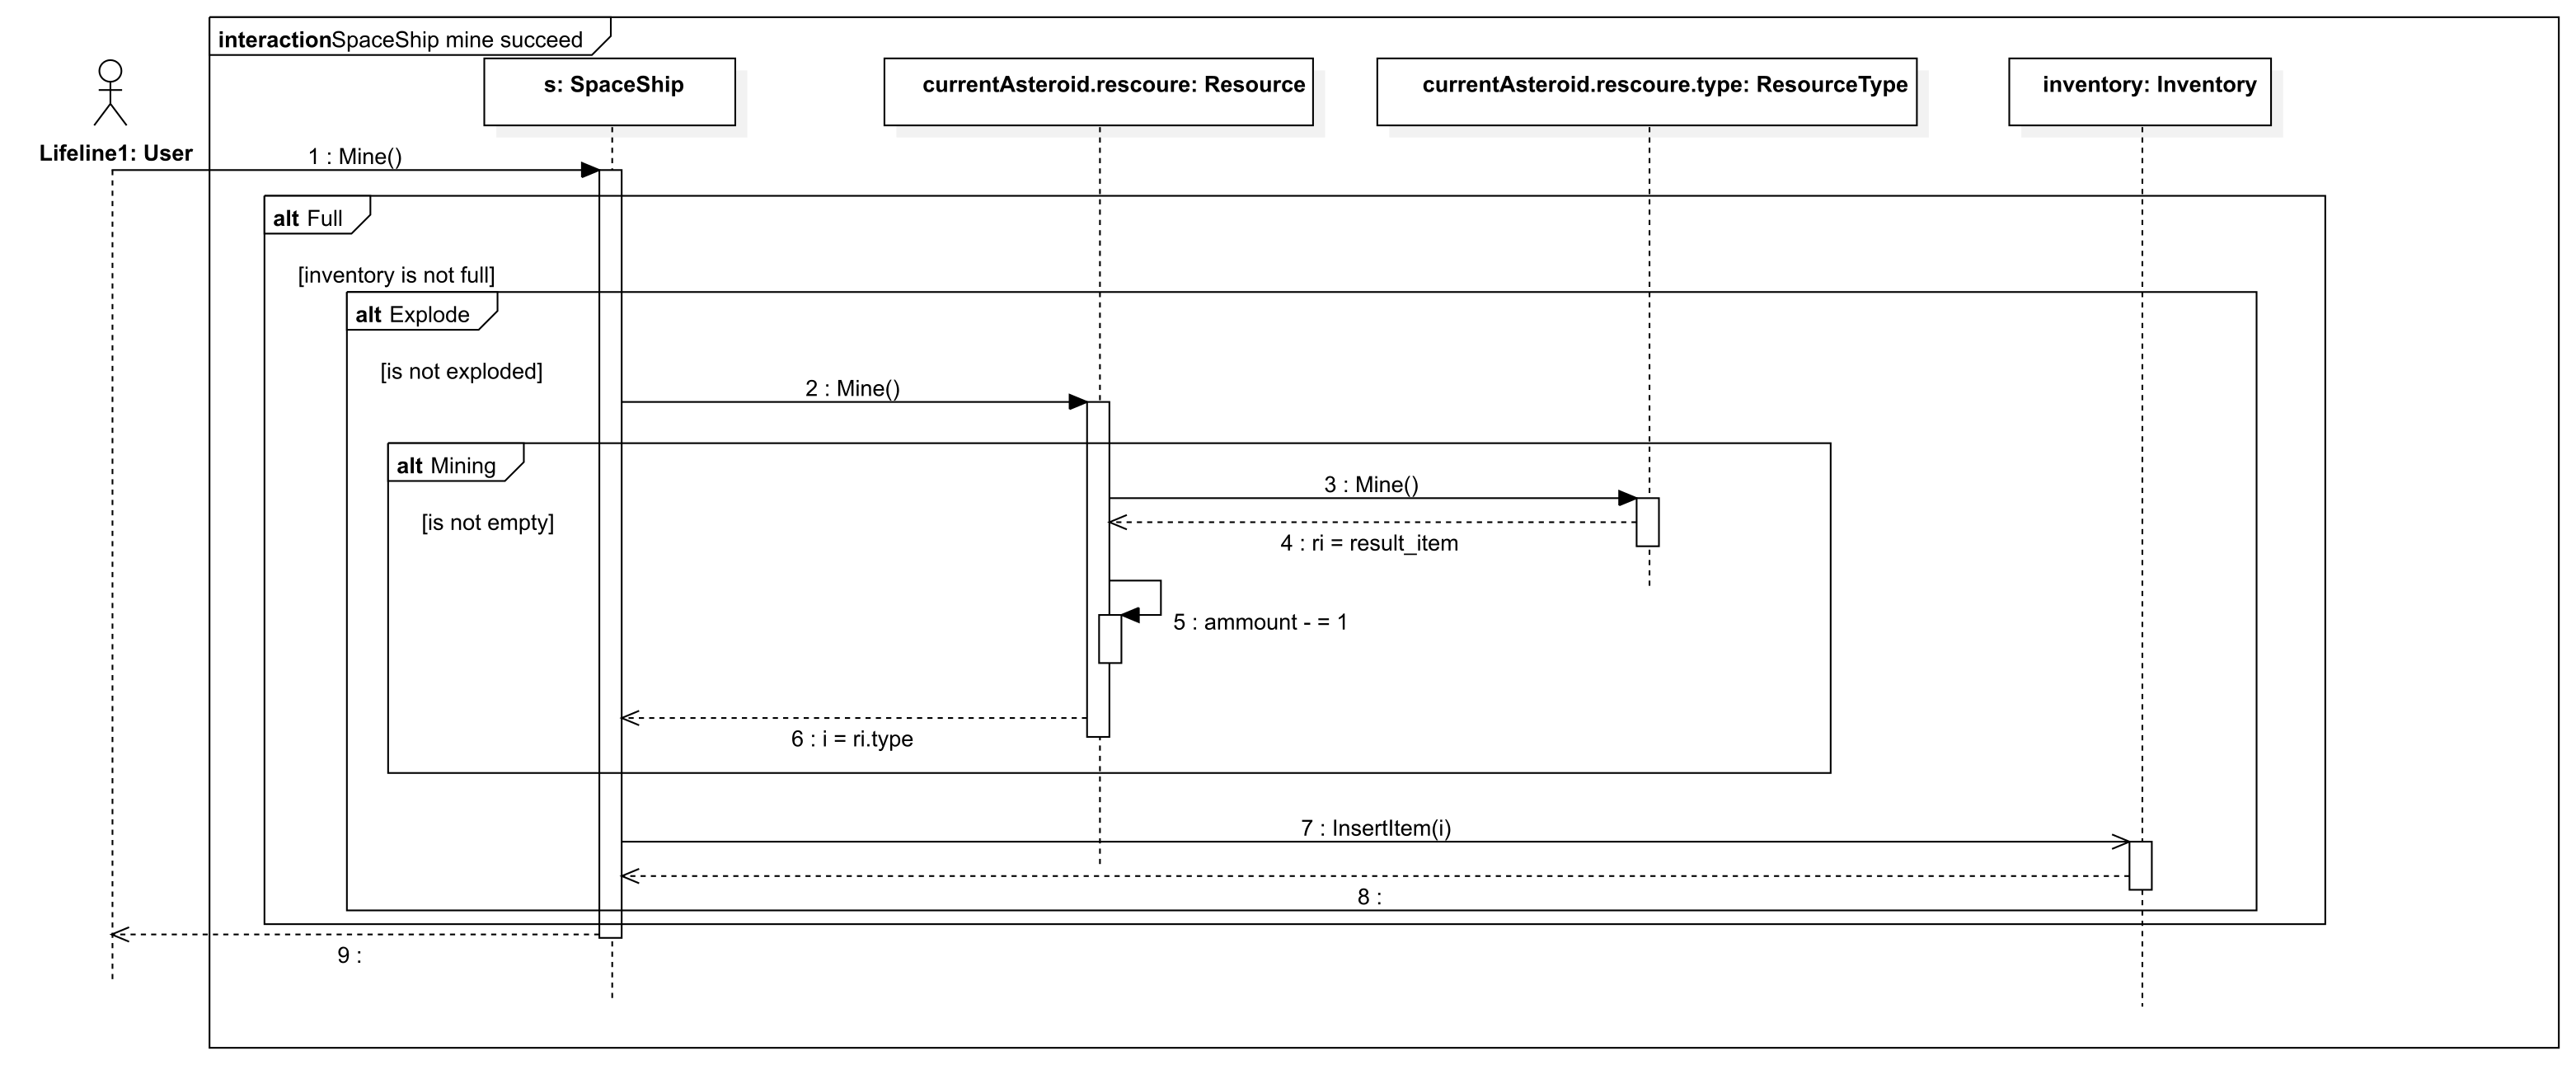 interactionSpaceShip mine succeed
s: SpaceShip
currentAsteroid.rescoure: Resource
currentAsteroid.rescoure.type: ResourceType
inventory: Inventory
Lifeline1: User
1 : Mine()
alt Full
[inventory is not full]
alt Explode
[is not exploded]
2 : Mine()
alt Mining
3 : Mine()
[is not empty]
4 : ri = result_item
5 : ammount - = 1
6 : i = ri.type
7 : InsertItem(i)
8 :
9 :